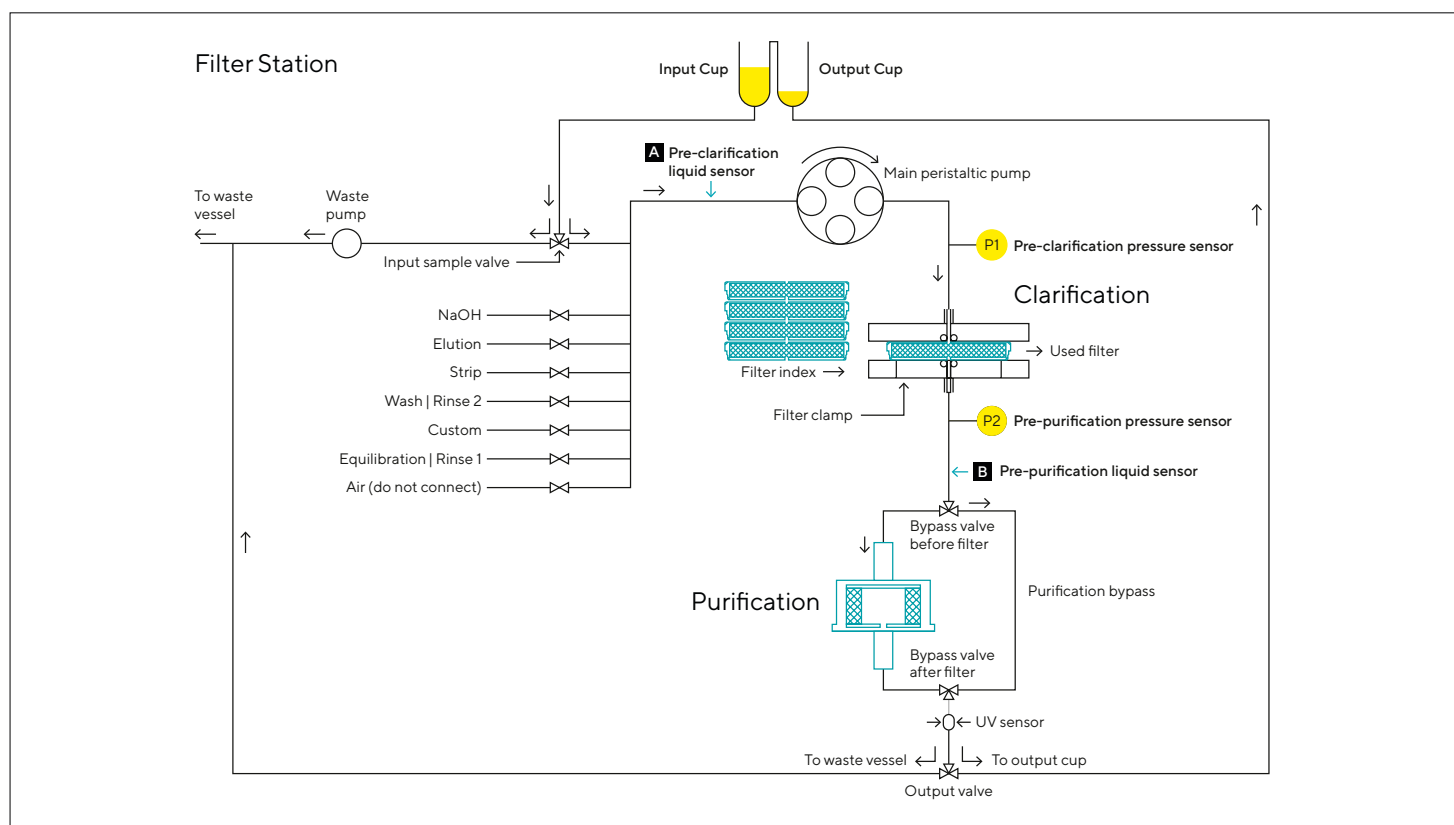 Filter Station
Input Cup
Output Cup
A Pre-clarification
liquid sensor
Main peristaltic pump
To waste
vessel
Waste
pump
Input sample valve
P1 Pre-clarification pressure sensor
Clarification
NaOH
Elution
Strip
Wash | Rinse 2
Custom
Equilibration | Rinse 1
Air (do not connect)
Filter index
Used filter
Filter clamp
P2 Pre-purification pressure sensor
B Pre-purification liquid sensor
Bypass valve
before filter
Purification
Purification bypass
Bypass valve
after filter
UV sensor
To waste vessel
To output cup
Output valve